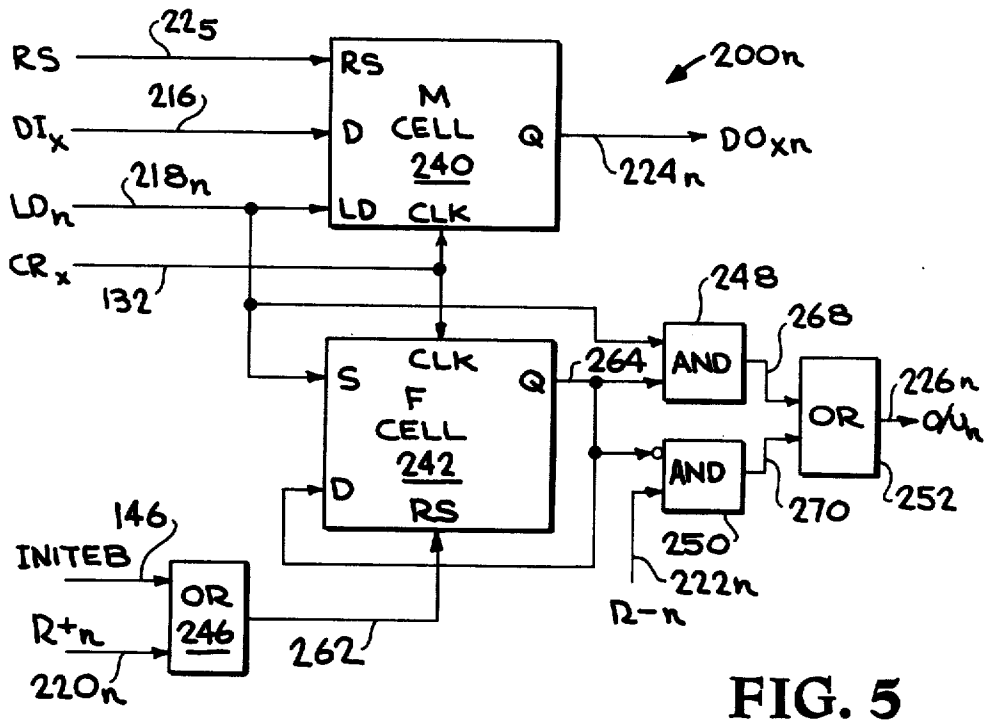 RS 225 RS 200n
216 M
DIx D CELL Q DOxn
240 224n
LDn 218n LD CLK
CRx
132 248
268
CLK 264 AND 226n
S Q OR O/Un
F
CELL
242 AND
D 252
RS 270
146 250
INITEB 222n
OR R-n
R+n 246
262
220n
FIG. 5